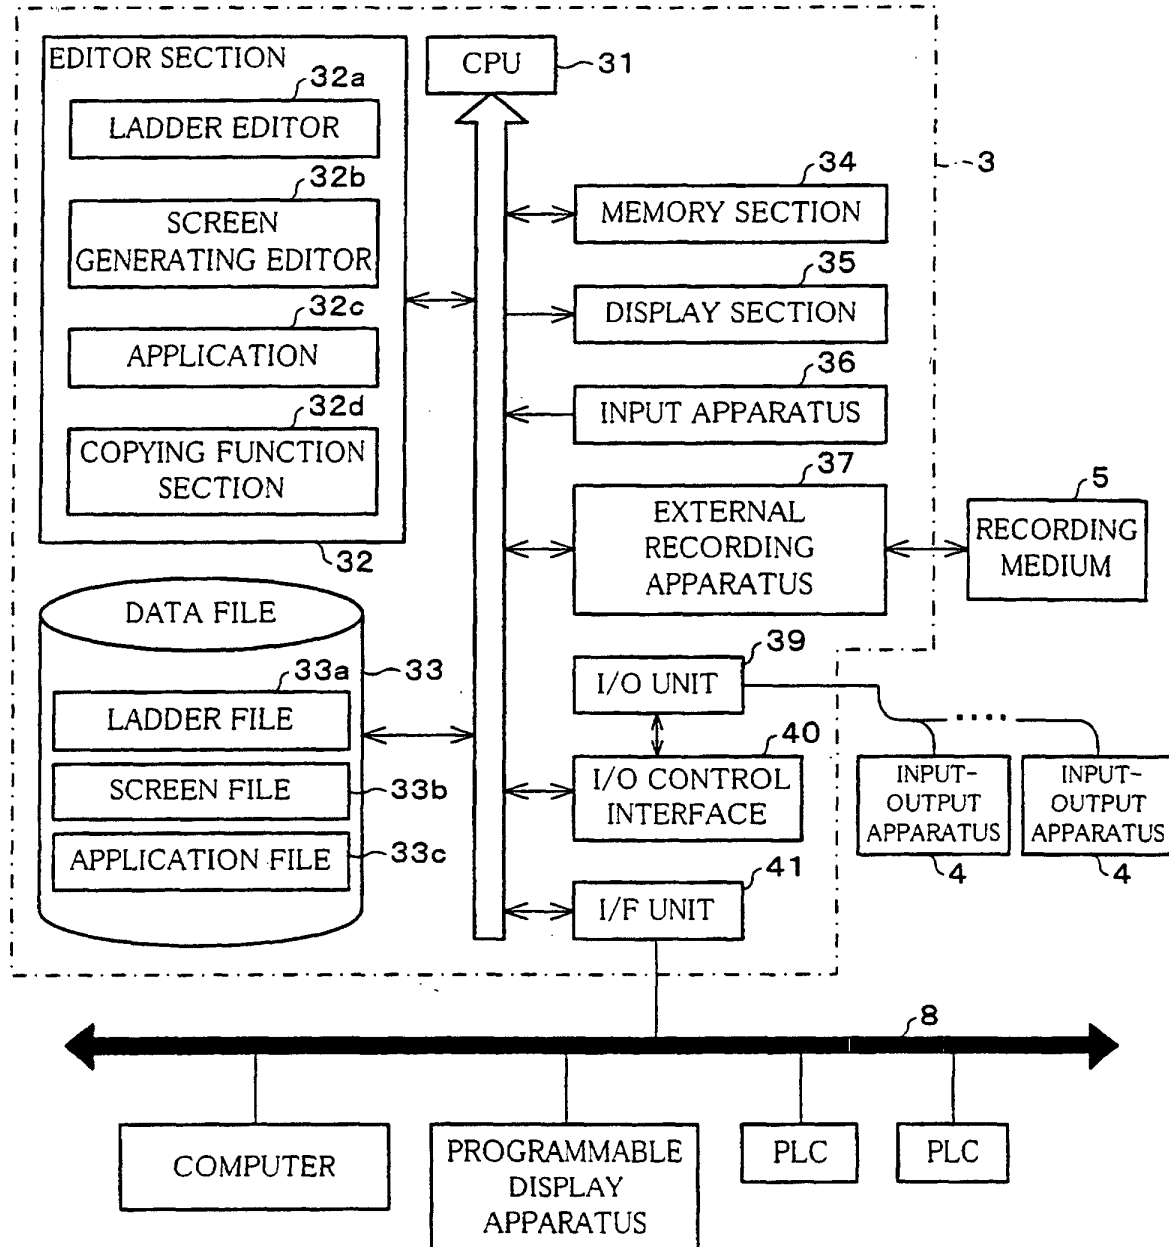 EDITOR SECTION
32a
LADDER EDITOR
32b
SCREEN
GENERATING EDITOR
32c
APPLICATION
32d
COPYING FUNCTION
SECTION
32
CPU
31
3
34
MEMORY SECTION
35
DISPLAY SECTION
36
INPUT APPARATUS
37
EXTERNAL
RECORDING
APPARATUS
5
RECORDING
MEDIUM
DATA FILE
33
33a
LADDER FILE
SCREEN FILE
33b
APPLICATION FILE
33c
39
I/O UNIT
40
I/O CONTROL
INTERFACE
41
I/F UNIT
INPUT-
OUTPUT
APPARATUS
4
INPUT-
OUTPUT
APPARATUS
4
8
COMPUTER
PROGRAMMABLE
DISPLAY
APPARATUS
PLC
PLC